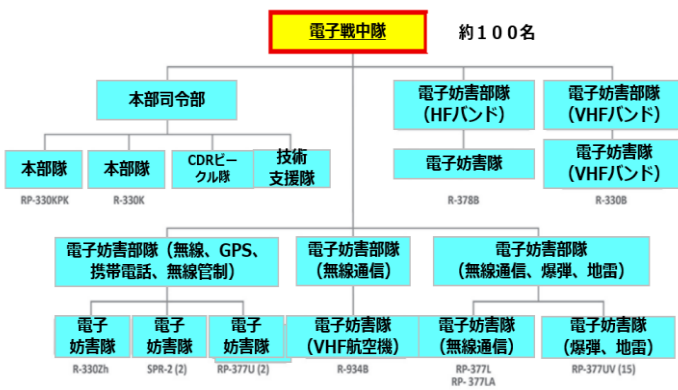 電子戦中隊
約100名
本部司令部
電子妨害部隊
(HFバンド)
電子妨害部隊
(VHFバンド)
本部隊
本部隊
CDRビー
クル隊
技術
支援隊
電子妨害隊
電子妨害部隊
(VHFバンド)
RP-330KPK
R-330K
R-378B
R-330B
電子妨害部隊(無線、GPS、
携帯電話、無線管制)
電子妨害部隊
(無線通信)
電子妨害部隊
(無線通信、爆弾、地雷)
電子
妨害隊
電子
妨害隊
電子
妨害隊
電子妨害隊
(VHF航空機)
電子妨害隊
(無線通信)
電子妨害隊
(爆弾、地雷)
R-330Zh
SPR-2 (2)
RP-377U (2)
R-934B
RP-377L
RP- 377LA
RP-377UV (15)